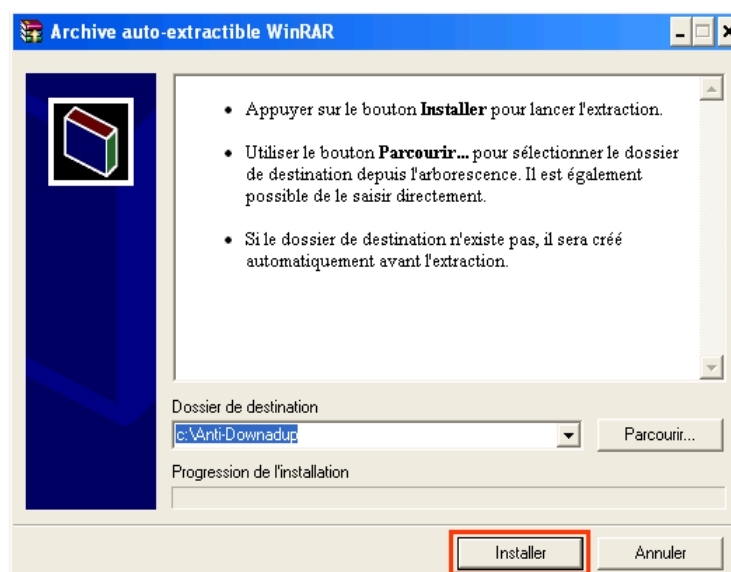 Archive auto-extractible WinRAR
• Appuyer sur le bouton Installer pour lancer l'extraction.
• Utiliser le bouton Parcourir... pour sélectionner le dossier
de destination depuis l'arborescence. Il est également
possible de le saisir directement.
• Si le dossier de destination n'existe pas, il sera créé
automatiquement avant l'extraction.
Dossier de destination
c:\Anti-Downadup
Parcourir...
Progression de l'installation
Installer
Annuler